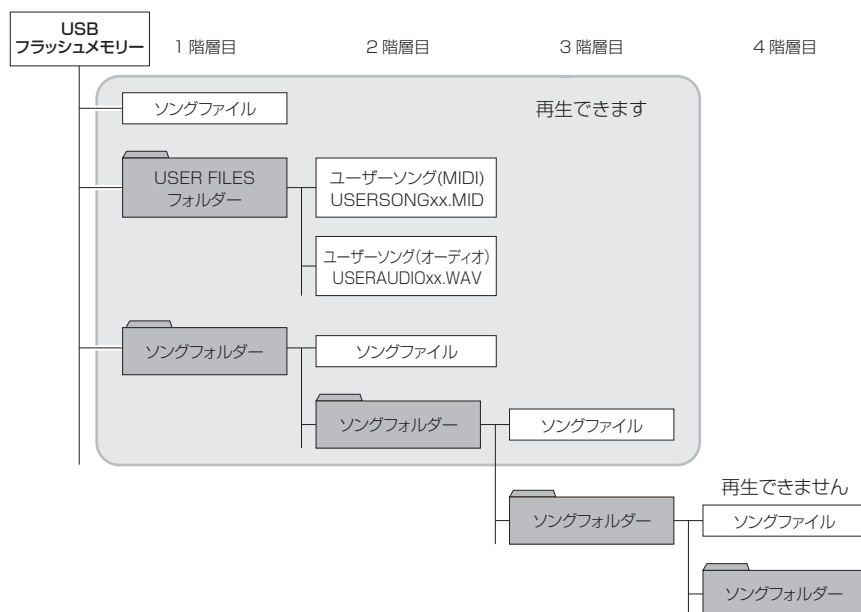 USB
フラッシュメモリー
1 階層目
2 階層目
3 階層目
4 階層目
再生できます
ソングファイル
USER FILES
フォルダー
ユーザーソング(MIDI)
USERSONGxx.MID
ユーザーソング(オーディオ)
USERAUDIOxx.WAV
ソングフォルダー
ソングファイル
ソングフォルダー
ソングファイル
再生できません
ソングフォルダー
ソングファイル
ソングフォルダー